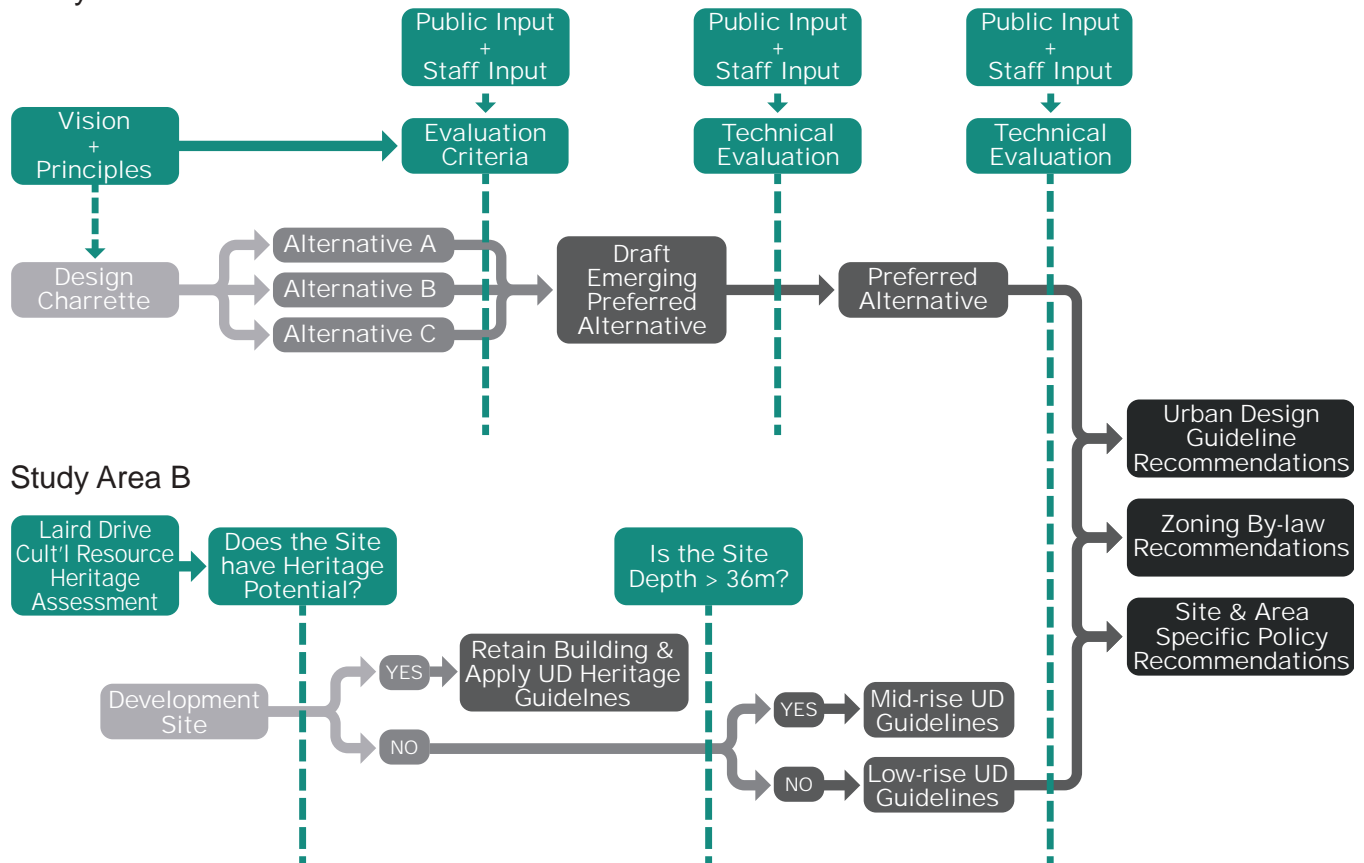 Public Input
+
Staff Input
Public Input
+
Staff Input
Public Input
+
Staff Input
Vision
+
Principles
Evaluation
Criteria
Technical
Evaluation
Technical
Evaluation
Design
Charrette
Alternative A
Alternative B
Alternative C
Draft
Emerging
Preferred
Alternative
Preferred
Alternative
Urban Design
Guideline
Recommendations
Zoning By-law
Recommendations
Site & Area
Specific Policy
Recommendations
Study Area B
Laird Drive
Cult'l Resource
Heritage
Assessment
Does the Site
have Heritage
Potential?
Is the Site
Depth > 36m?
Development
Site
YES
Retain Building &
Apply UD Heritage
Guidelnes
NO
YES
Mid-rise UD
Guidelines
NO
Low-rise UD
Guidelines